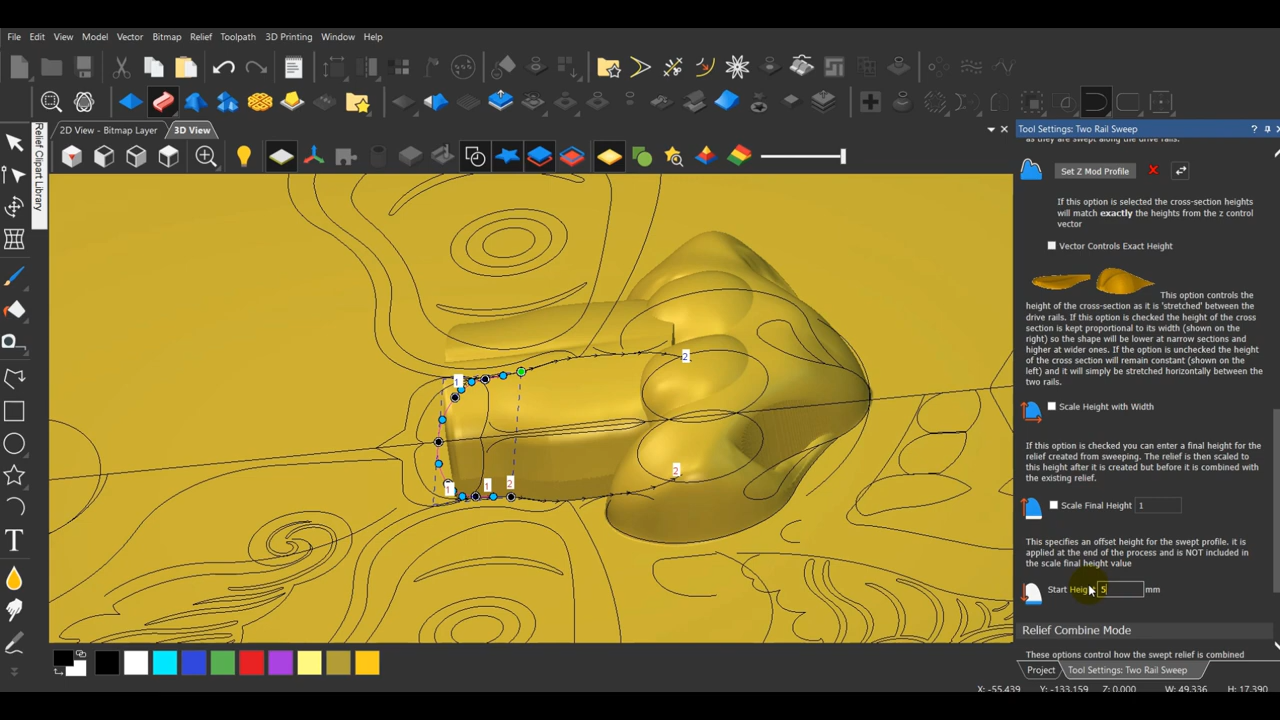 File Edit View Model Vector Bitmap Relief Toolpath 3D Printing Window Help
2D View - Bitmap Layer
3D View
Relief Clipart Library
1
2
2
1
1
2
Tool Settings: Two Rail Sweep
as they are swept along the drive rails.
Set Z Mod Profile
If this option is selected the cross-section heights
will match exactly the heights from the z control
vector
Vector Controls Exact Height
This option controls the
height of the cross-section as it is 'stretched' between the
drive rails. If this option is checked the height of the cross
section is kept proportional to its width (shown on the
right) so the shape will be lower at narrow sections and
higher at wider ones. If the option is unchecked the height
of the cross section will remain constant (shown on the
left) and it will simply be stretched horizontally between the
two rails.
Scale Height with Width
If this option is checked you can enter a final height for the
relief created from sweeping. The relief is then scaled to
this height after it is created but before it is combined with
the existing relief.
Scale Final Height 1
This specifies an offset height for the swept profile. it is
applied at the end of the process and is NOT included in
the scale final height value
Start Height 5 mm
Relief Combine Mode
These options control how the swept relief is combined
Project
Tool Settings: Two Rail Sweep
X: -55.439 Y: -133.159 Z: 0.000 W: 49.336 H: 17.390